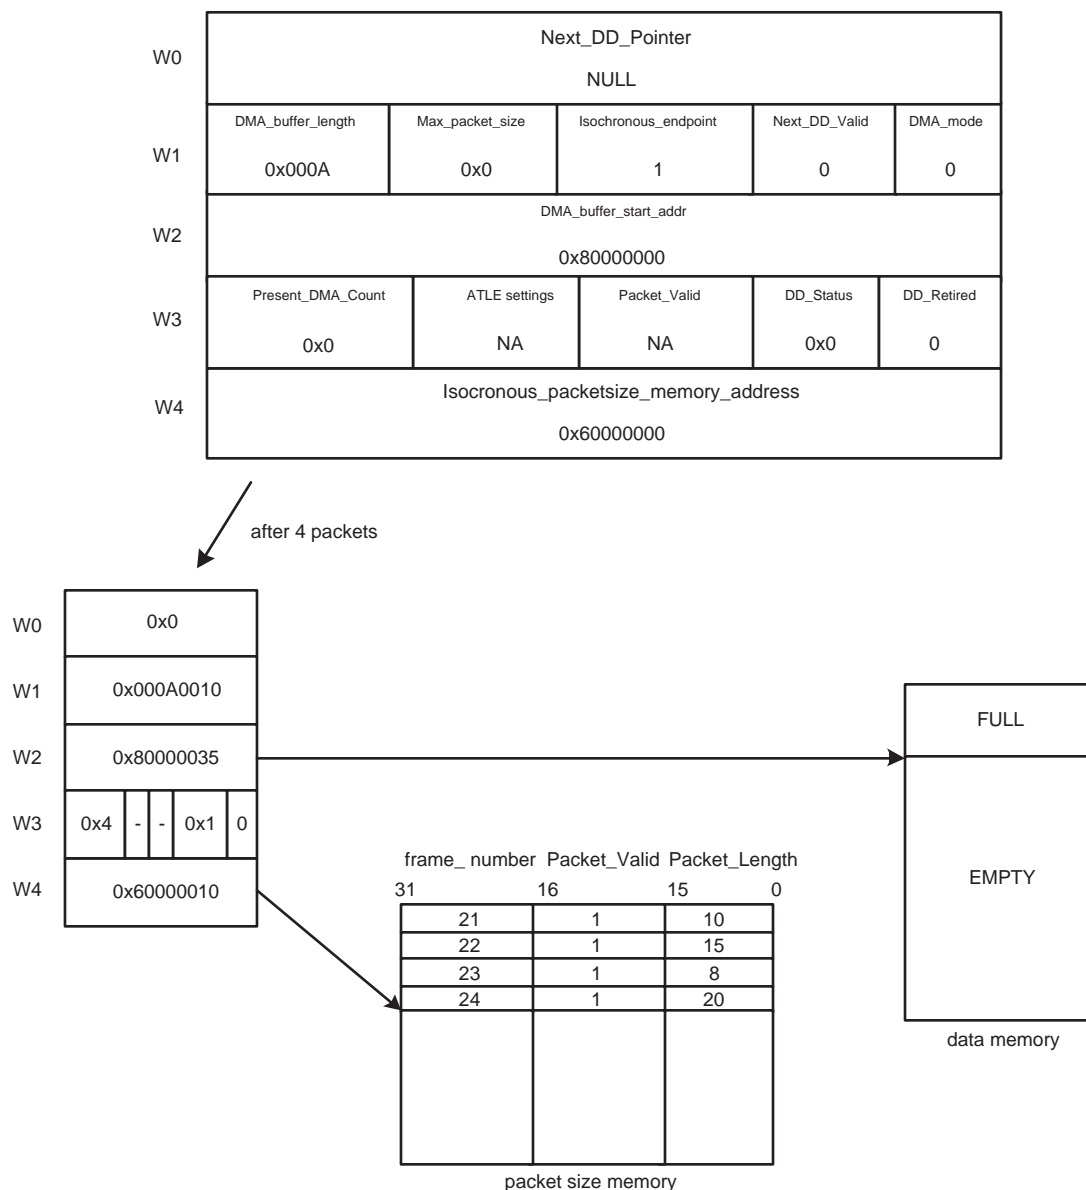 Next_DD_Pointer
W0
NULL
DMA_buffer_length Max_packet_size Isochronous_endpoint Next_DD_Valid DMA_mode
W1
0x000A 0x0 1 0 0
DMA_buffer_start_addr
W2
0x80000000
Present_DMA_Count ATLE settings Packet_Valid DD_Status DD_Retired
W3
0x0 NA NA 0x0 0
Isocronous_packetsize_memory_address
W4
0x60000000
after 4 packets
W0 0x0
W1 0x000A0010
FULL
W2 0x80000035
W3 0x4 - - 0x1 0
frame_ number Packet_Valid Packet_Length
W4 0x60000010
EMPTY
31 16 15 0
21 1 10
22 1 15
23 1 8
24 1 20
data memory
packet size memory